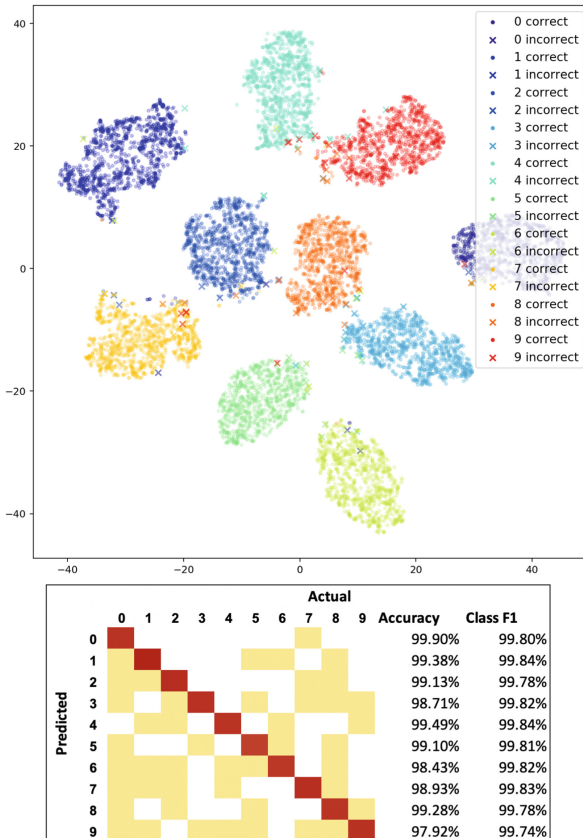 40
20
0
−20
−40
−40
−20
0
20
40
0 correct
0 incorrect
1 correct
1 incorrect
2 correct
2 incorrect
3 correct
3 incorrect
4 correct
4 incorrect
5 correct
5 incorrect
6 correct
6 incorrect
7 correct
7 incorrect
8 correct
8 incorrect
9 correct
9 incorrect
Actual
0 1 2 3 4 5 6 7 8 9 Accuracy Class F1
Predicted
0 99.90% 99.80%
1 99.38% 99.84%
2 99.13% 99.78%
3 98.71% 99.82%
4 99.49% 99.84%
5 99.10% 99.81%
6 98.43% 99.82%
7 98.93% 99.83%
8 99.28% 99.78%
9 97.92% 99.74%